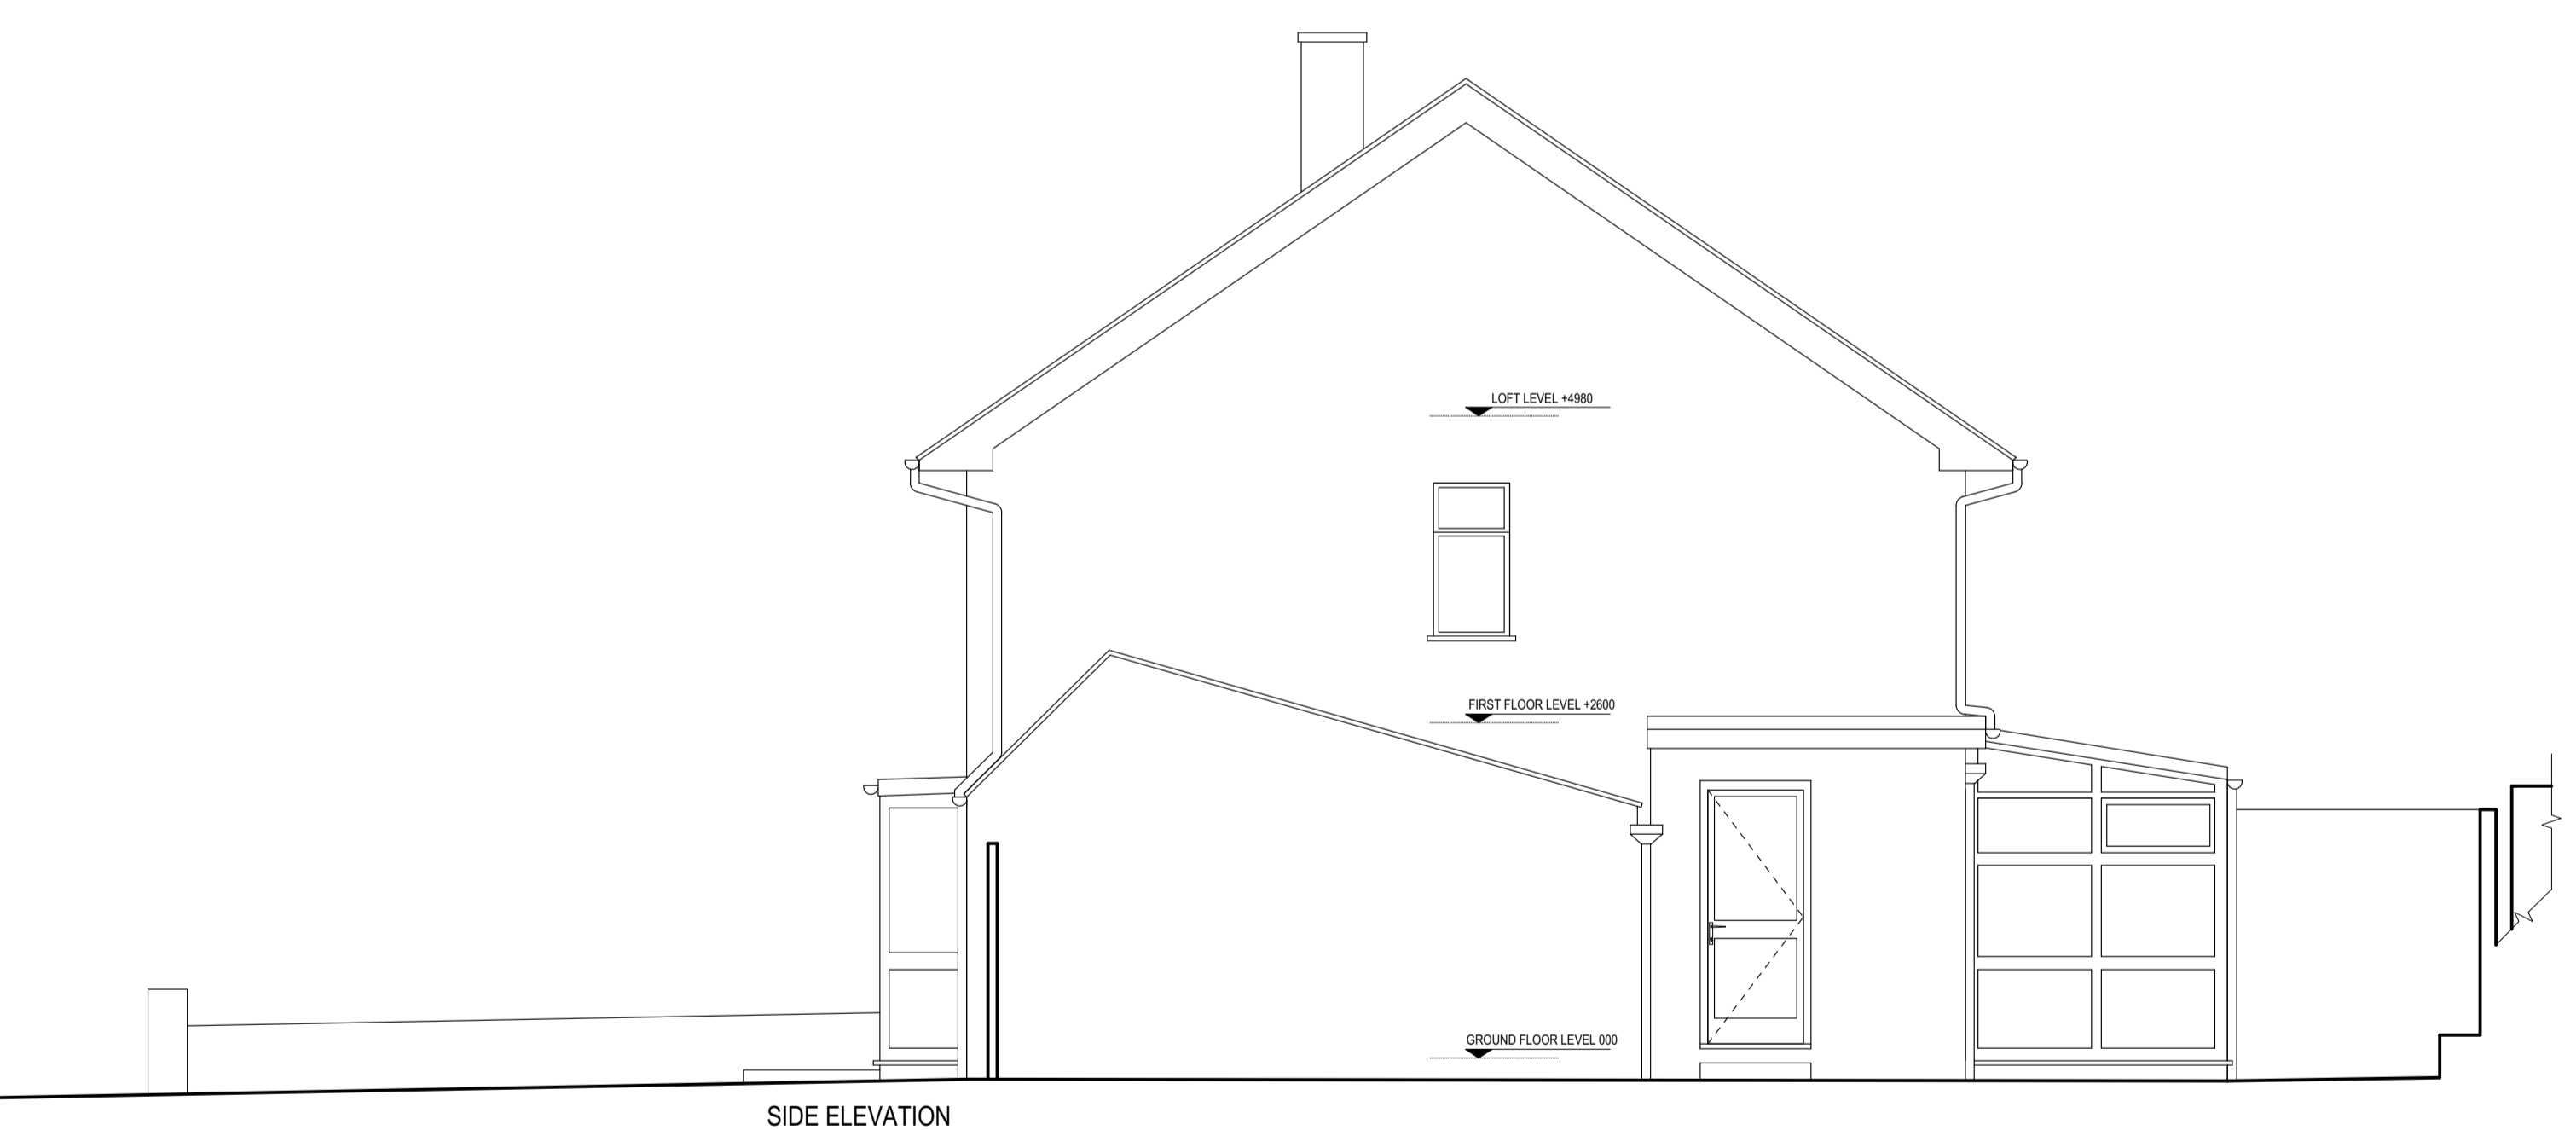 LOFT LEVEL +4980
FIRST FLOOR LEVEL +2600
GROUND FLOOR LEVEL 000
SIDE ELEVATION